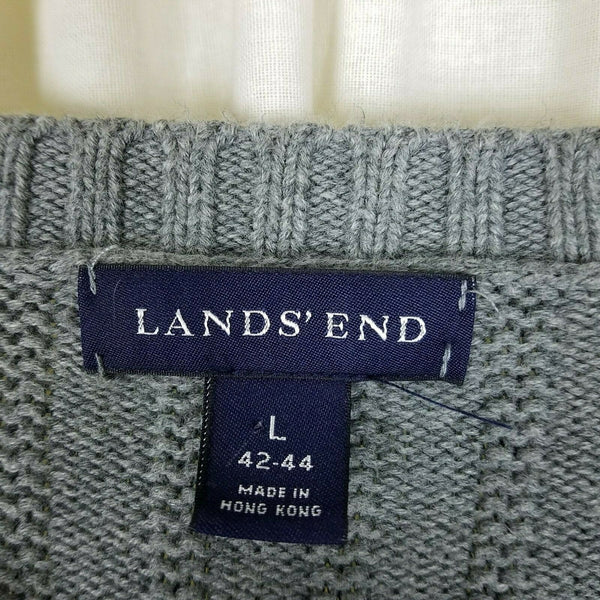 LANDS' END
L
42-44
MADE IN
HONG KONG